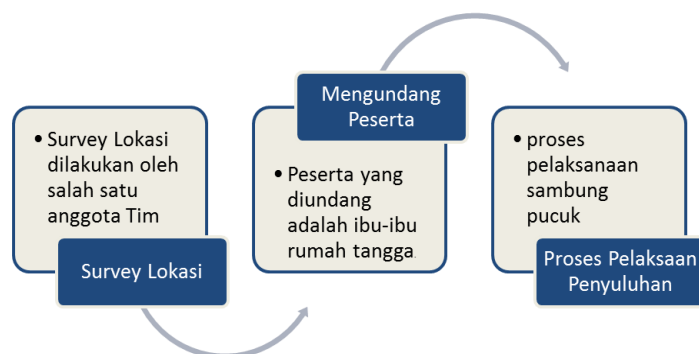 • Survey Lokasi
dilakukan oleh
salah satu
anggota Tim
Survey Lokasi
Mengundang
Peserta
• Peserta yang
diundang
adalah ibu-ibu
rumah tangga.
• proses
pelaksanaan
sambung
pucuk
Proses Pelaksaan
Penyuluhan